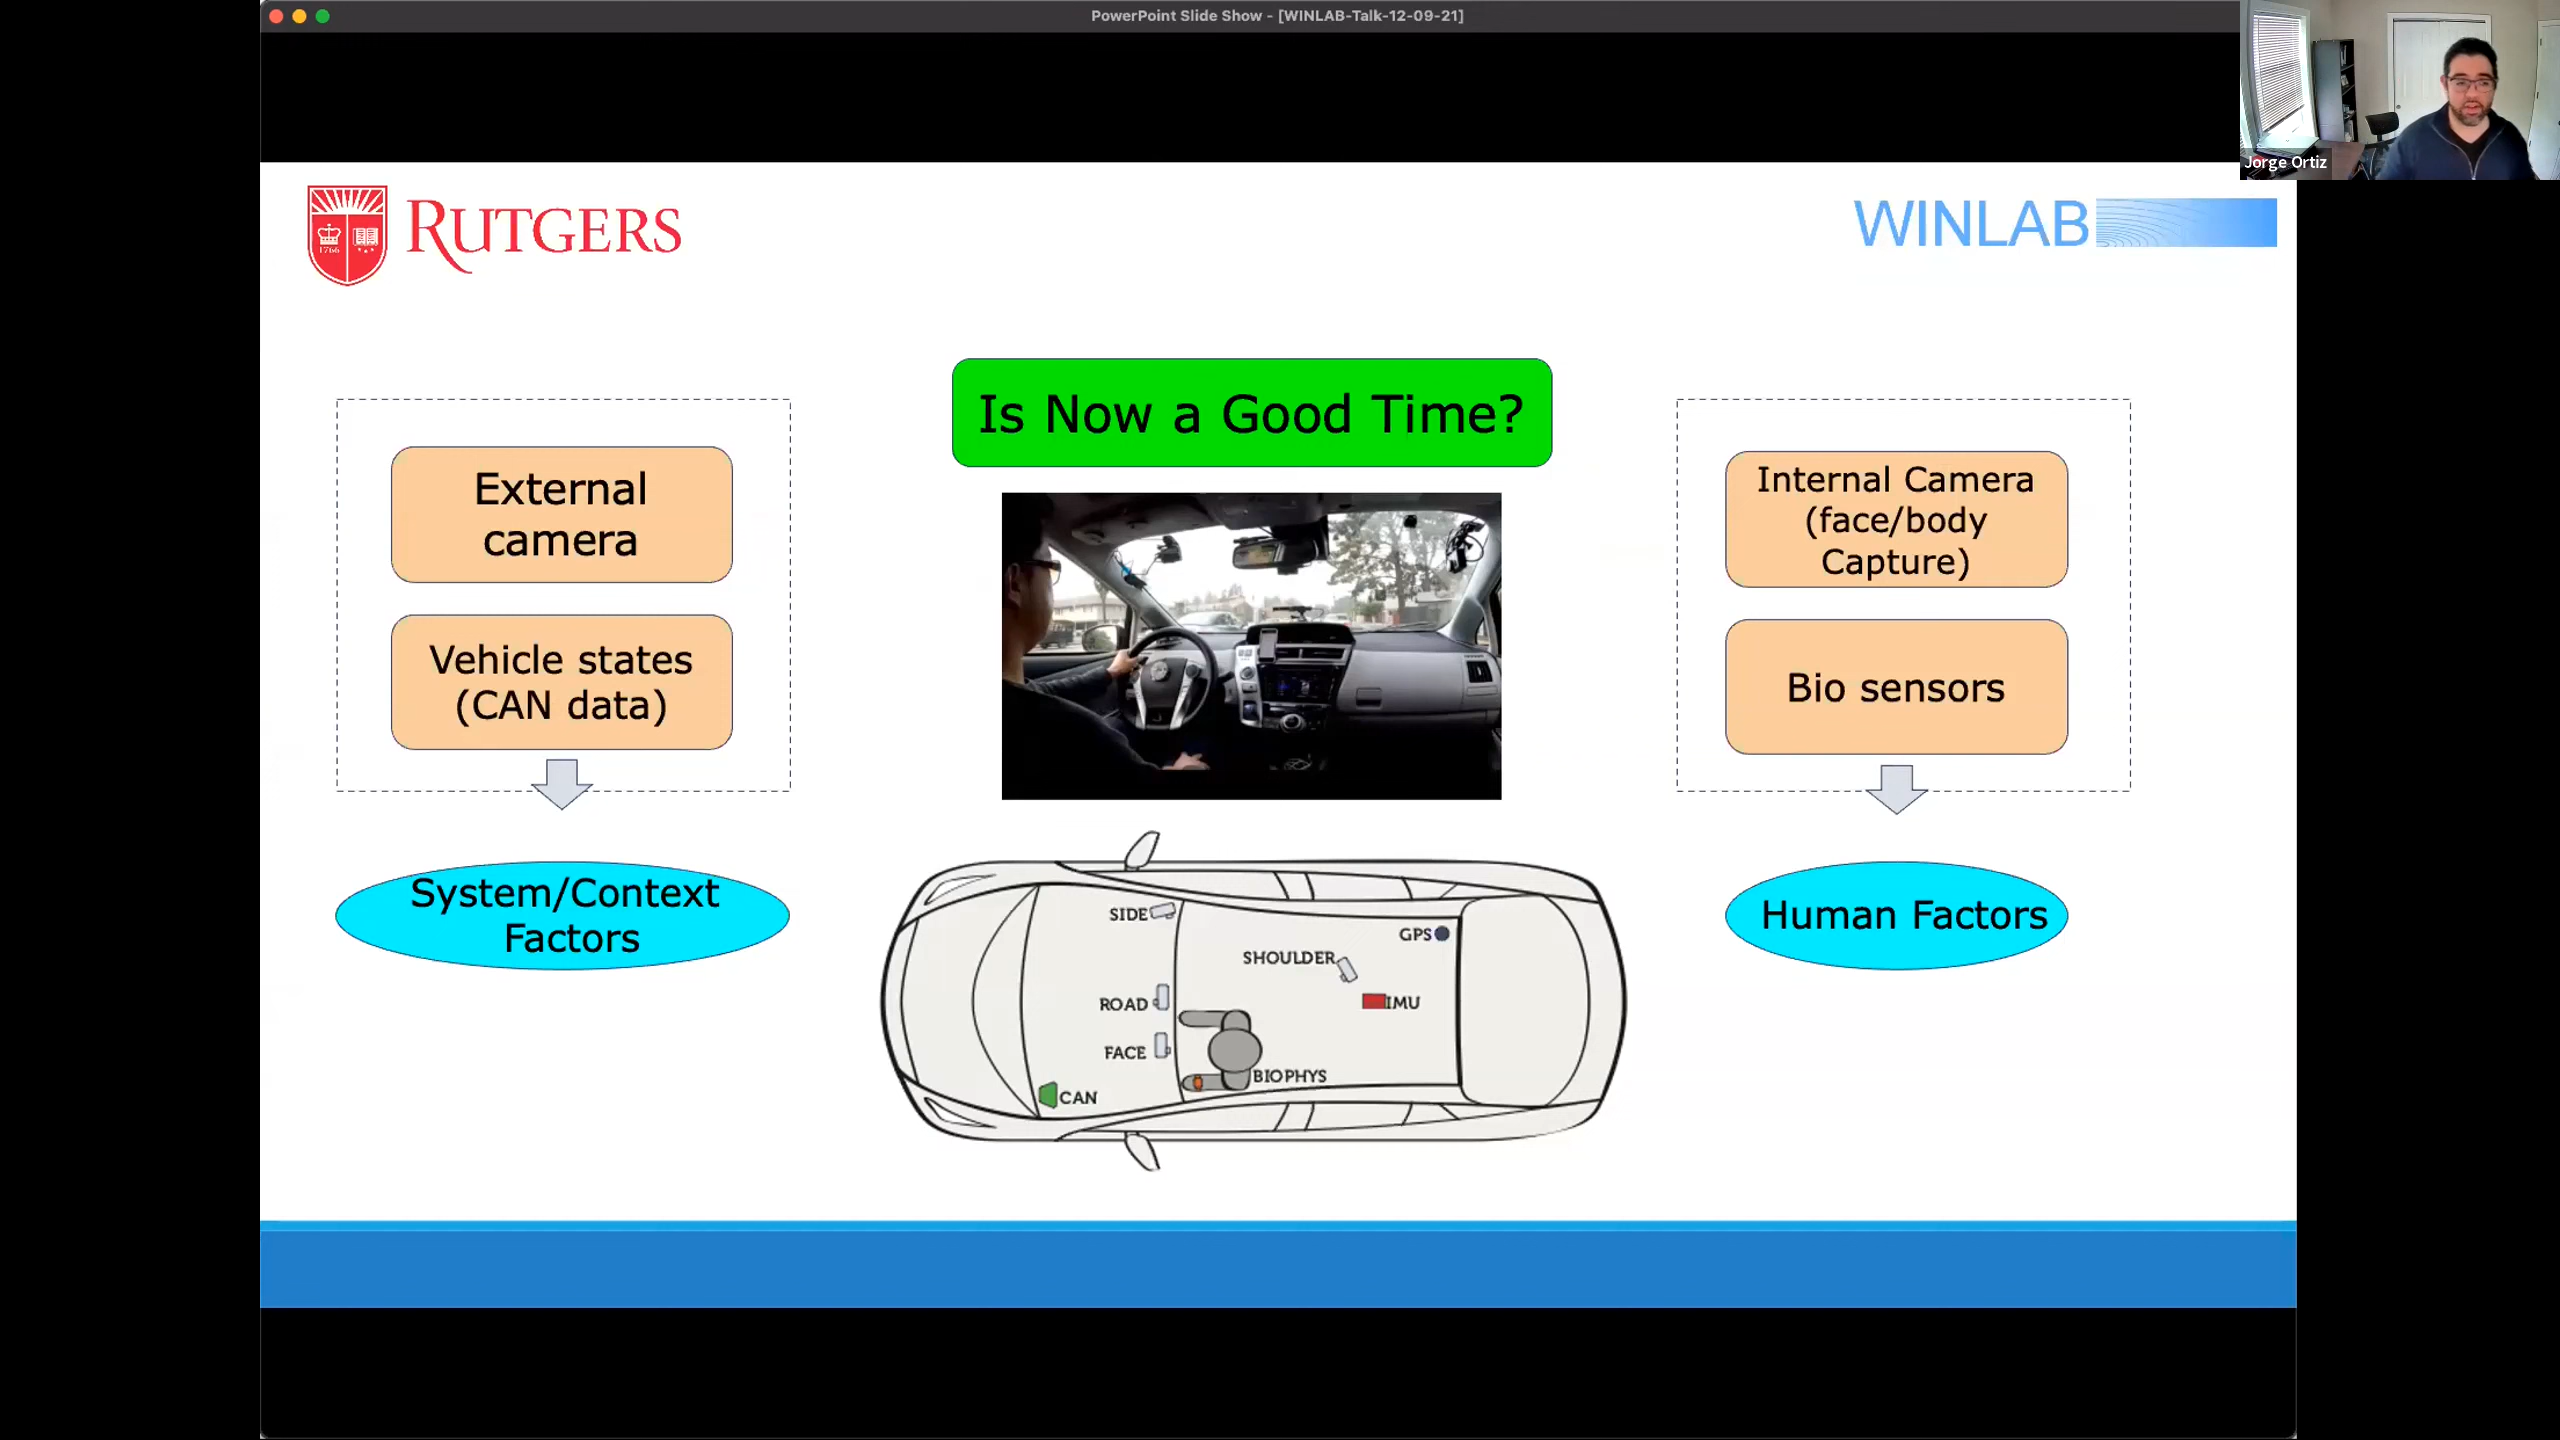 PowerPoint Slide Show - [WINLAB-Talk-12-09-21]
Jorge Ortiz
1766
RUTGERS
WINLAB
Is Now a Good Time?
External
camera
Vehicle states
(CAN data)
System/Context
Factors
Internal Camera
(face/body
Capture)
Bio sensors
Human Factors
SIDE
GPS
SHOULDER
ROAD
IMU
FACE
BIOPHYS
CAN